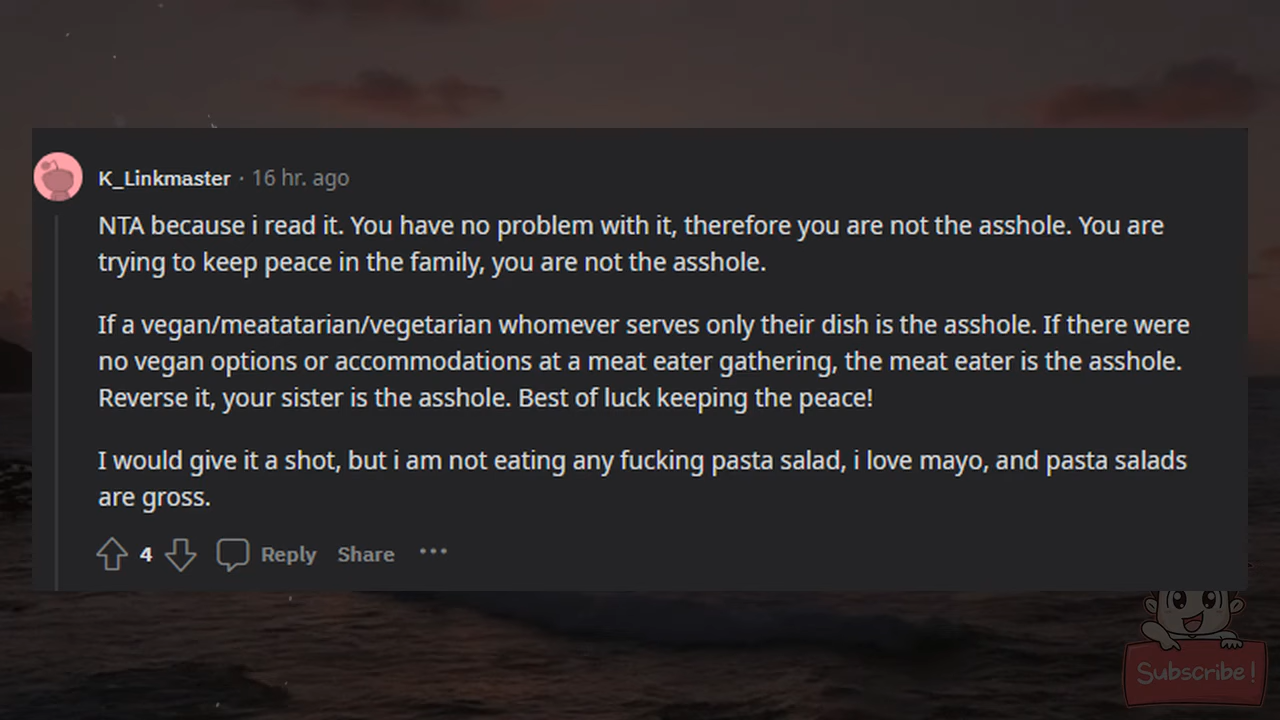 K_Linkmaster · 16 hr. ago
NTA because i read it. You have no problem with it, therefore you are not the asshole. You are
trying to keep peace in the family, you are not the asshole.
If a vegan/meatatarian/vegetarian whomever serves only their dish is the asshole. If there were
no vegan options or accommodations at a meat eater gathering, the meat eater is the asshole.
Reverse it, your sister is the asshole. Best of luck keeping the peace!
I would give it a shot, but i am not eating any fucking pasta salad, i love mayo, and pasta salads
are gross.
4 Reply Share ···
Subscribe!